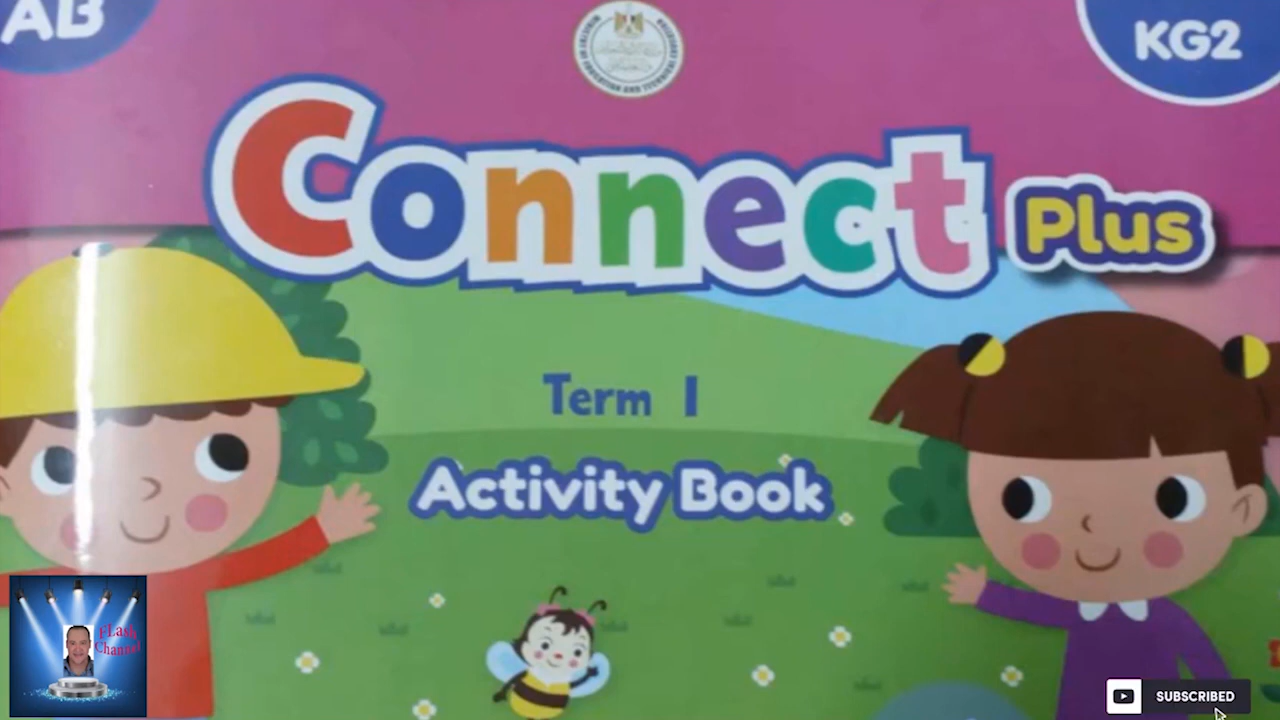 AB
KG2
Connect
Plus
Term 1
Activity Book
FLash
Channel
SUBSCRIBED